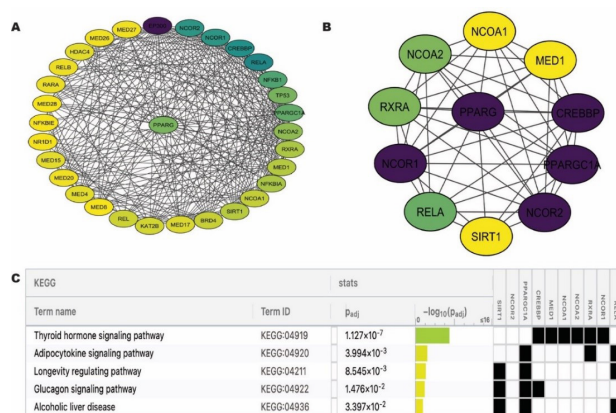 A
MED27
NCOR2
NCOR1
CREBBP
RELA
NFKB1
TP53
PPARGC1A
NCOA2
RXRA
MED1
NFKBIA
NCOA1
SIRT1
BRD4
MED17
KAT2B
REL
MED8
MED4
MED20
MED15
NR1D1
NFKBIE
MED28
RARA
RELB
HDAC4
MED26
PPARG
B
NCOA1
NCOA2
MED1
RXRA
PPARG
CREBBP
NCOR1
PPARGC1A
RELA
NCOR2
SIRT1
C
KEGG stats
Term name Term ID padj −log10(padj) SIRT1 NCOR2 PPARGC1A CREBBP MED1 NCOA1 NCOA2 RXRA NCOR1 RELA
0 ≤16
Thyroid hormone signaling pathway KEGG:04919 1.127×10-7
Adipocytokine signaling pathway KEGG:04920 3.994×10-3
Longevity regulating pathway KEGG:04211 8.545×10-3
Glucagon signaling pathway KEGG:04922 1.476×10-2
Alcoholic liver disease KEGG:04936 3.397×10-2